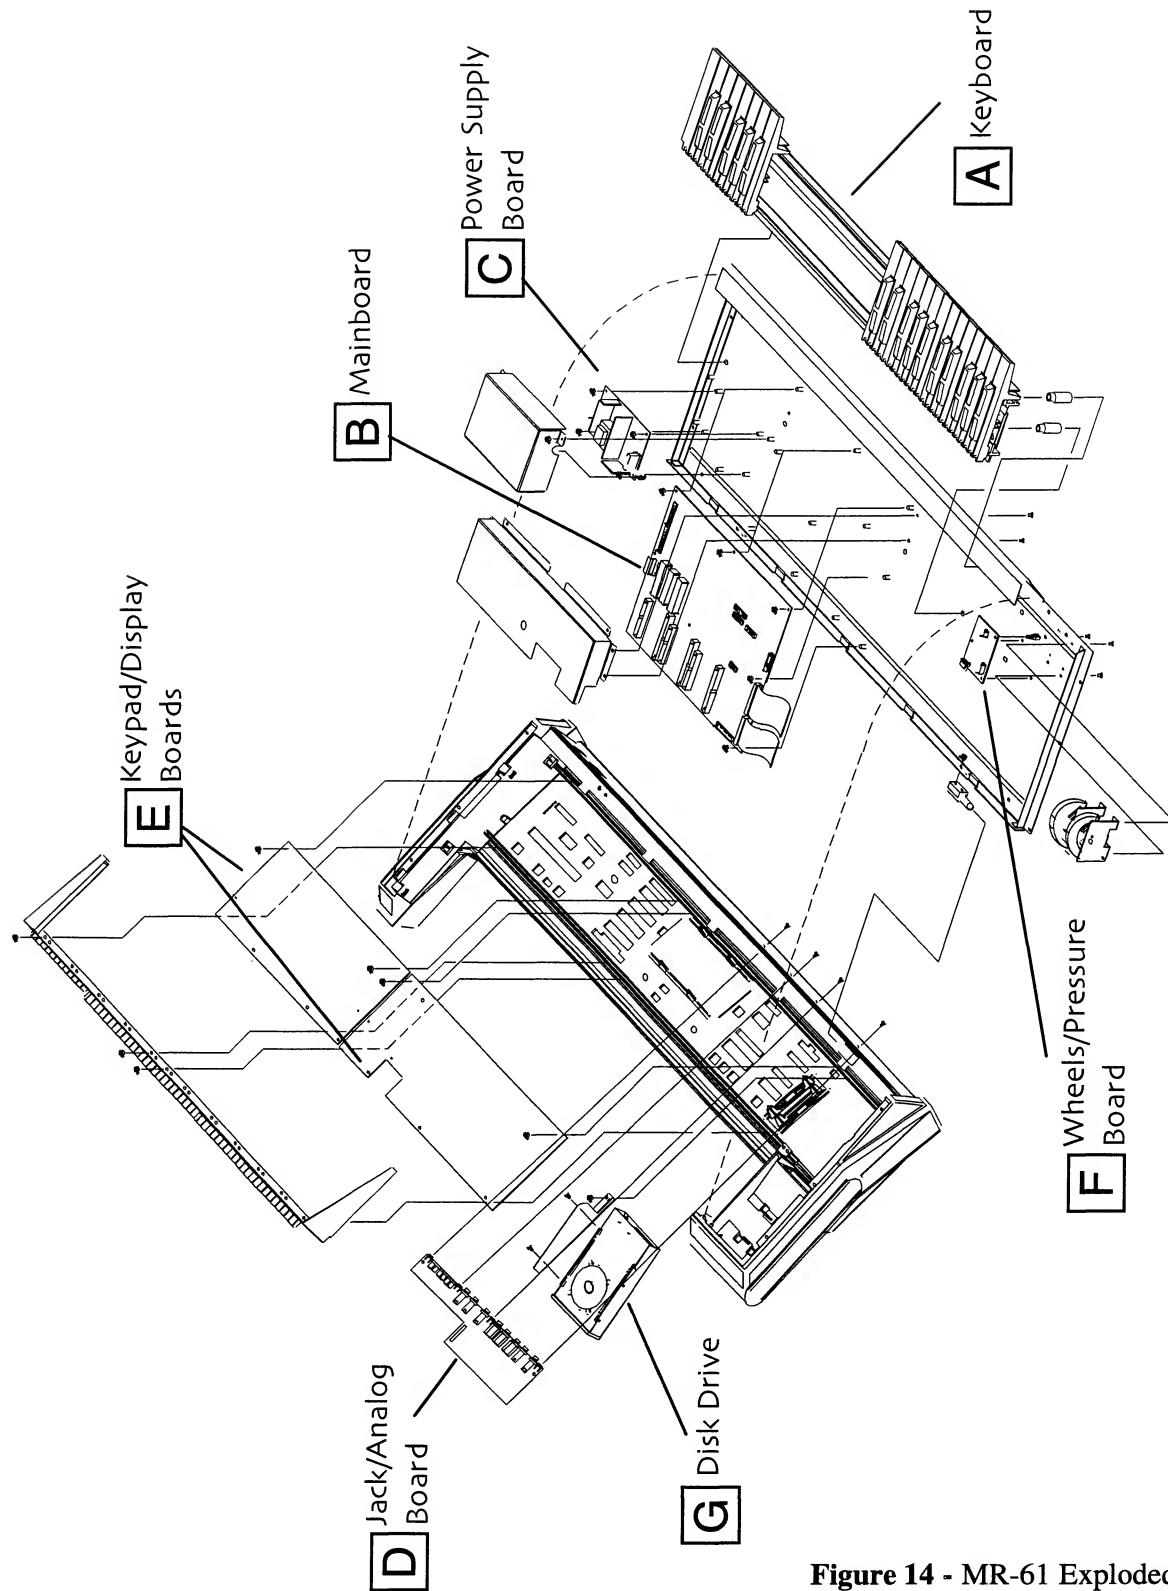 A
Keyboard
B
Mainboard
C
Power Supply
Board
D
Jack/Analog
Board
E
Keypad/Display
Boards
F
Wheels/Pressure
Board
G
Disk Drive
Figure 14 - MR-61 Exploded